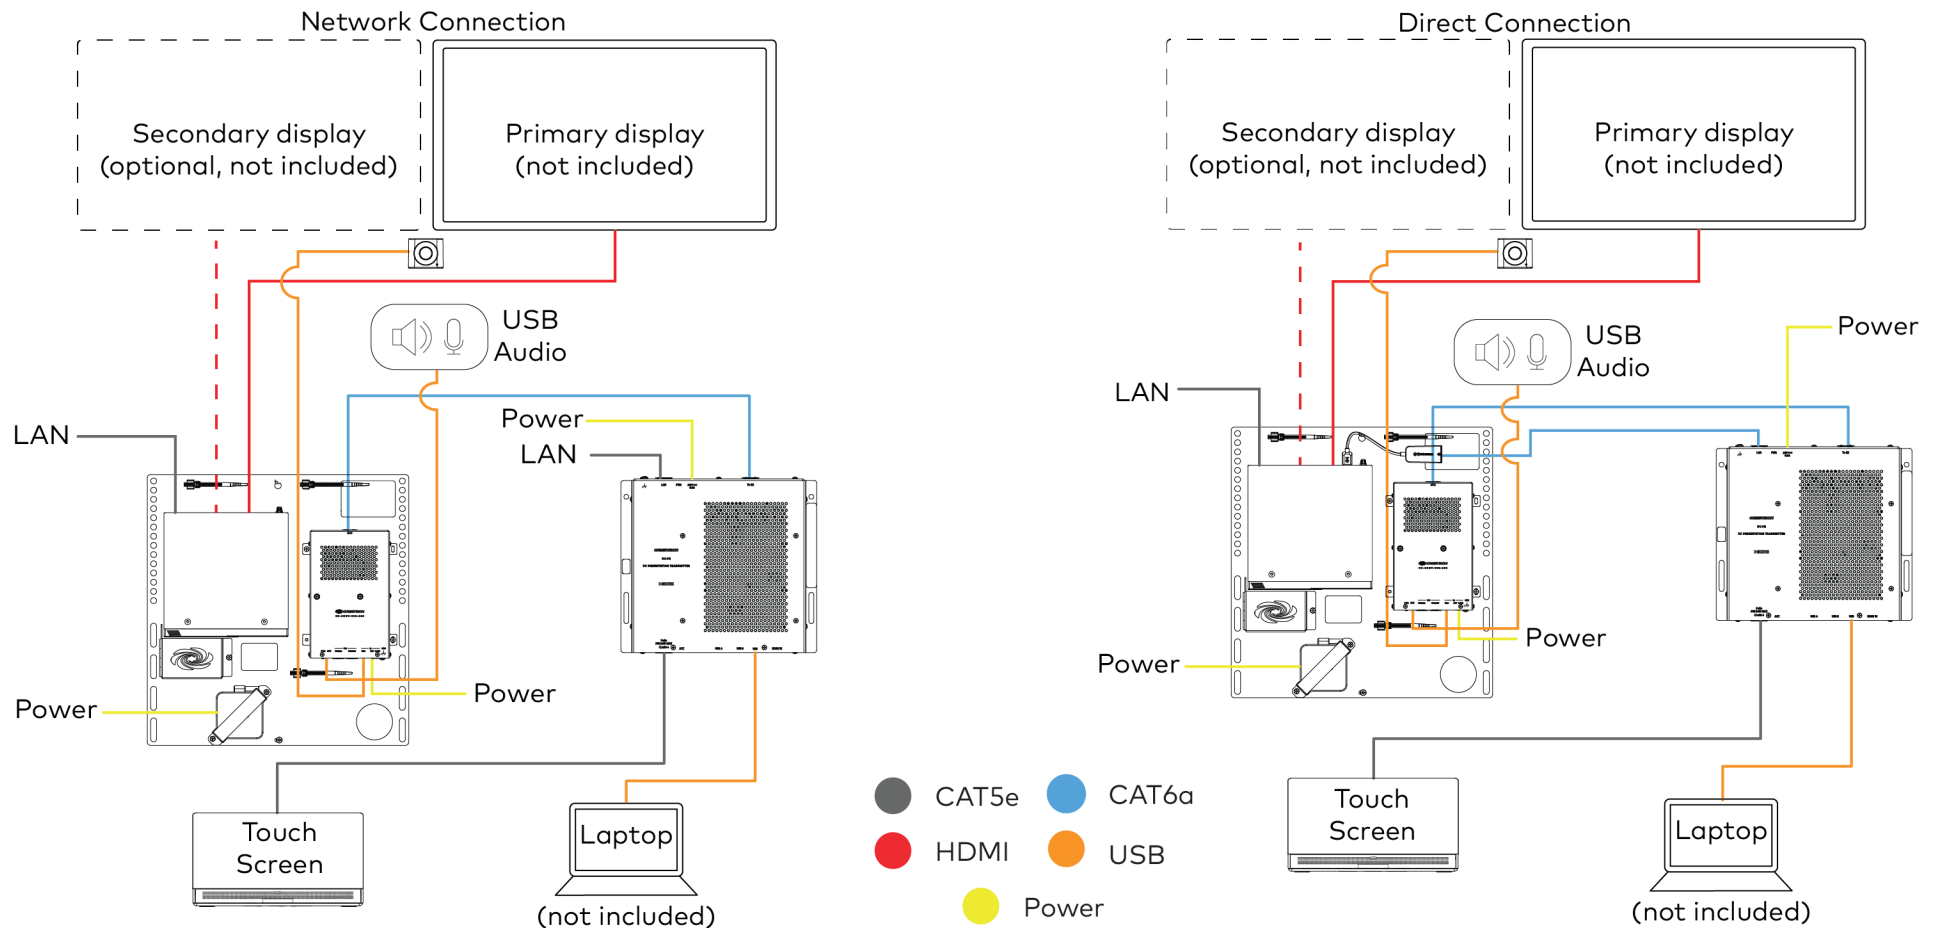 Network Connection
Secondary display
(optional, not included)
Primary display
(not included)
USB
Audio
LAN
Power
LAN
Power
Power
Touch
Screen
Laptop
(not included)
Direct Connection
Secondary display
(optional, not included)
Primary display
(not included)
Power
USB
Audio
LAN
Power
Power
Touch
Screen
Laptop
(not included)
CAT5e
CAT6a
HDMI
USB
Power